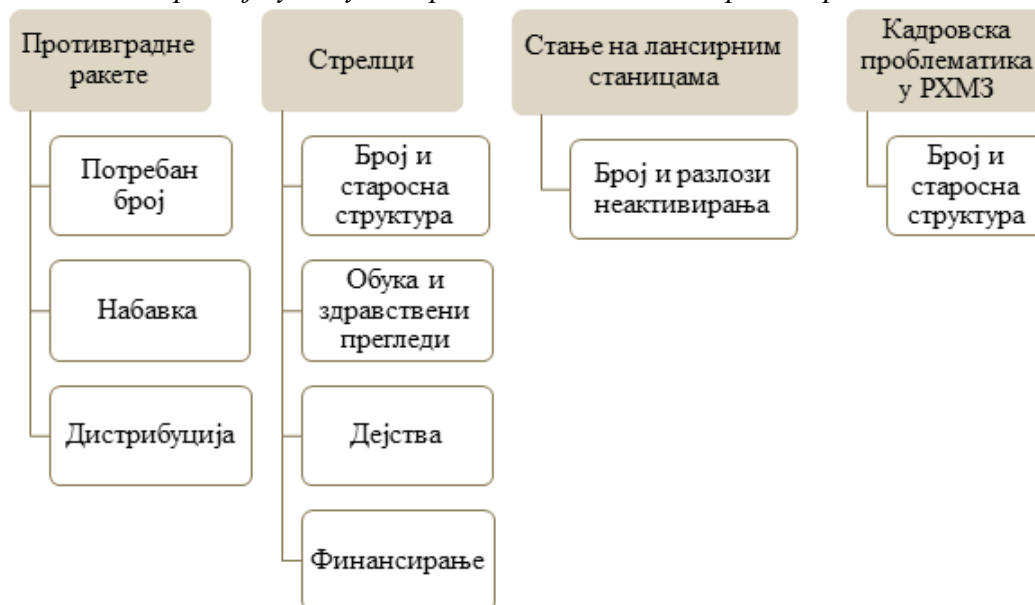 Противградне
ракете
Потребан
број
Набавка
Дистрибуција
Стрелци
Број и
старосна
структура
Обука и
здравствени
прегледи
Дејства
Финансирање
Стање на лансирним
станицама
Број и разлози
неактивирања
Кадровска
проблематика
у РХМЗ
Број и
старосна
структура